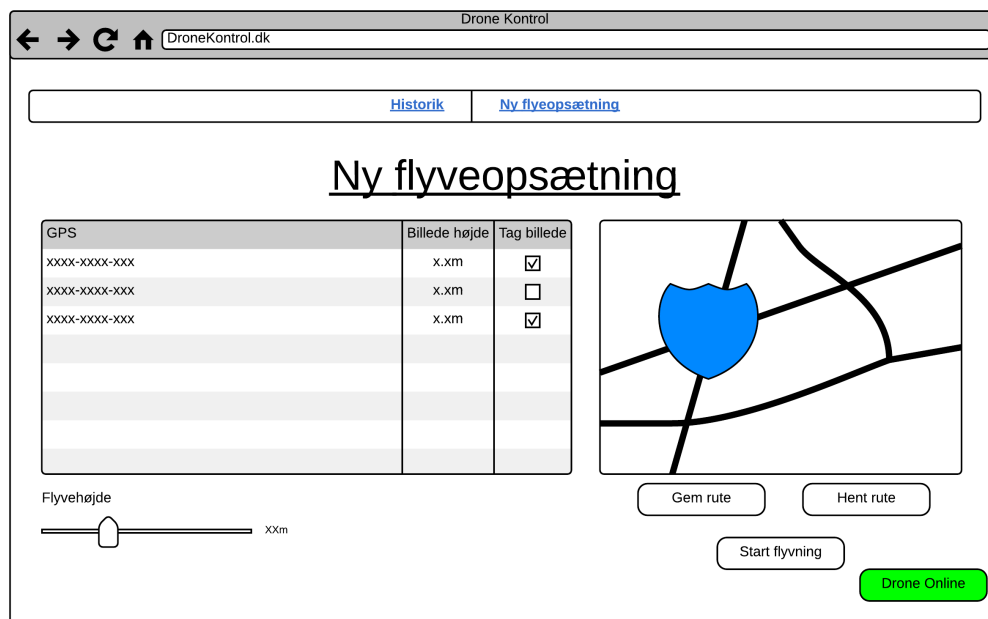 Drone Kontrol
DroneKontrol.dk
Historik
Ny flyeopsætning
Ny flyveopsætning
GPS Billede højde Tag billede
xxxx-xxxx-xxx x.xm
xxxx-xxxx-xxx x.xm
xxxx-xxxx-xxx x.xm
Flyvehøjde
XXm
Gem rute
Hent rute
Start flyvning
Drone Online